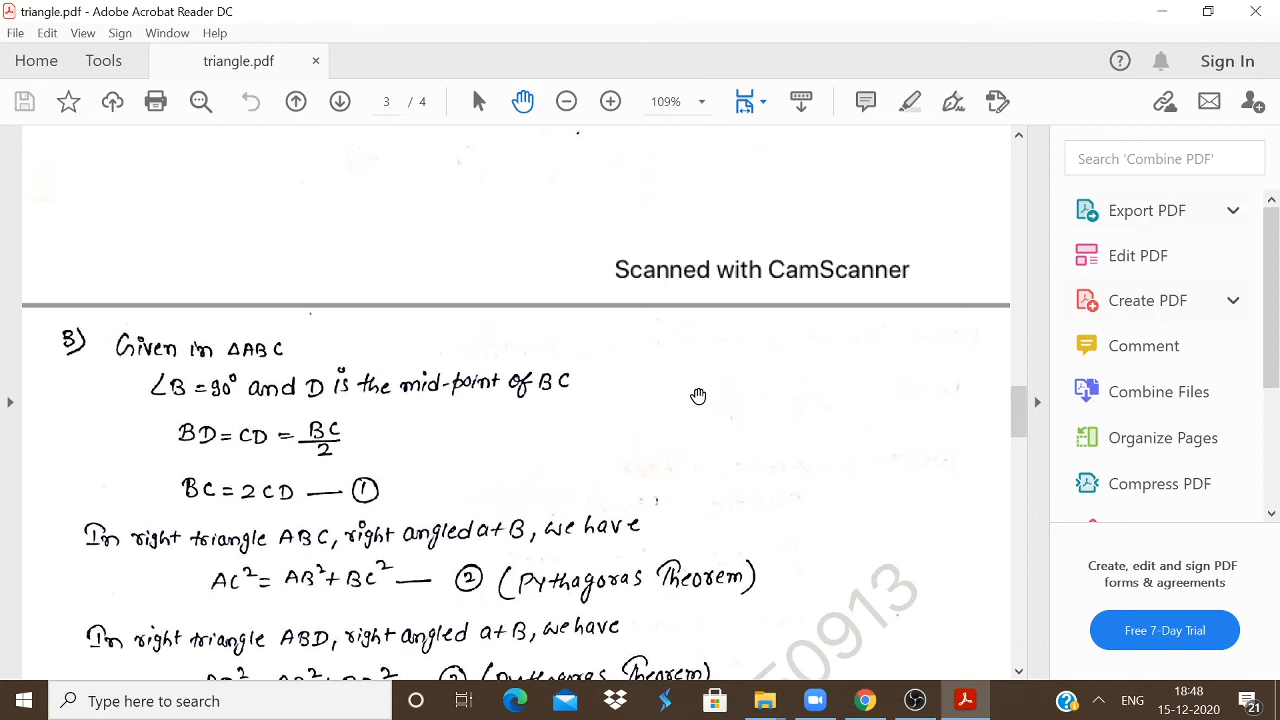 triangle.pdf - Adobe Acrobat Reader DC
File Edit View Sign Window Help
Home Tools triangle.pdf × Sign In
3 / 4 109%
Search 'Combine PDF'
Export PDF
Edit PDF
Create PDF
Comment
Combine Files
Organize Pages
Compress PDF
Create, edit and sign PDF
forms & agreements
Free 7-Day Trial
Scanned with CamScanner
3) Given in ΔABC
∠B = 90° and D is the mid-point of BC
BD = CD = BC/2
BC = 2CD — ①
In right triangle ABC, right angled at B, we have
AC² = AB² + BC² — ② (Pythagoras Theorem)
In right triangle ABD, right angled at B, we have
(Pythagoras Theorem)
50913
Type here to search
ENG
18:48
15-12-2020
21